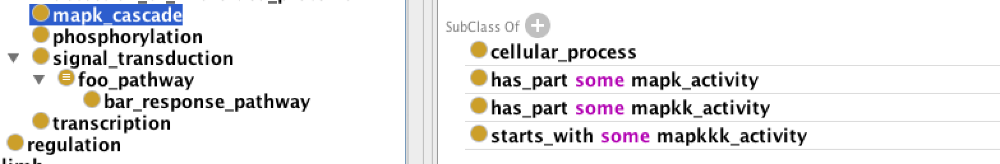 mapk_cascade
phosphorylation
signal_transduction
foo_pathway
bar_response_pathway
transcription
regulation
SubClass Of
cellular_process
has_part some mapk_activity
has_part some mapkk_activity
starts_with some mapkkk_activity